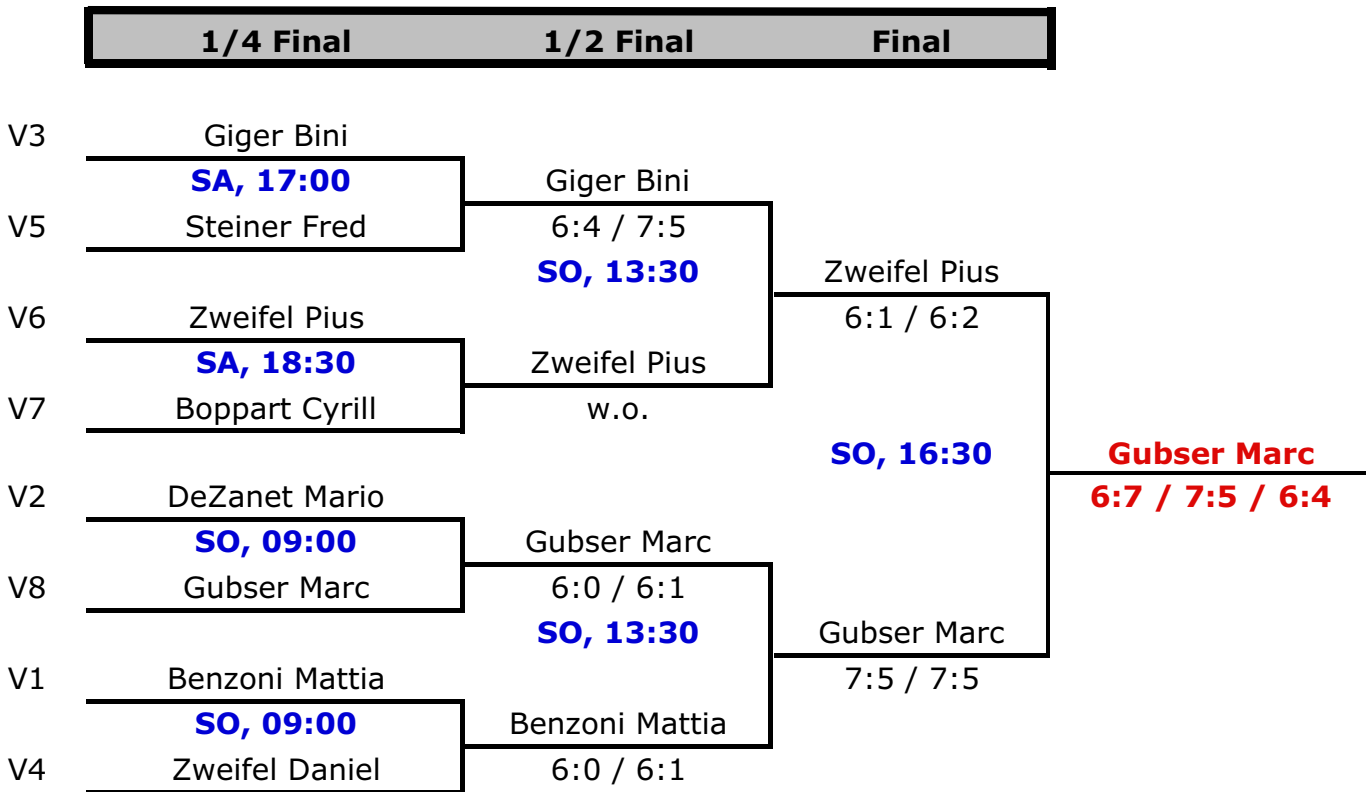 1/4 Final 1/2 Final Final
V3 Giger Bini
SA, 17:00 Giger Bini
V5 Steiner Fred 6:4 / 7:5
SO, 13:30 Zweifel Pius
V6 Zweifel Pius 6:1 / 6:2
SA, 18:30 Zweifel Pius
V7 Boppart Cyrill w.o.
SO, 16:30 Gubser Marc
V2 DeZanet Mario 6:7 / 7:5 / 6:4
SO, 09:00 Gubser Marc
V8 Gubser Marc 6:0 / 6:1
SO, 13:30 Gubser Marc
V1 Benzoni Mattia 7:5 / 7:5
SO, 09:00 Benzoni Mattia
V4 Zweifel Daniel 6:0 / 6:1